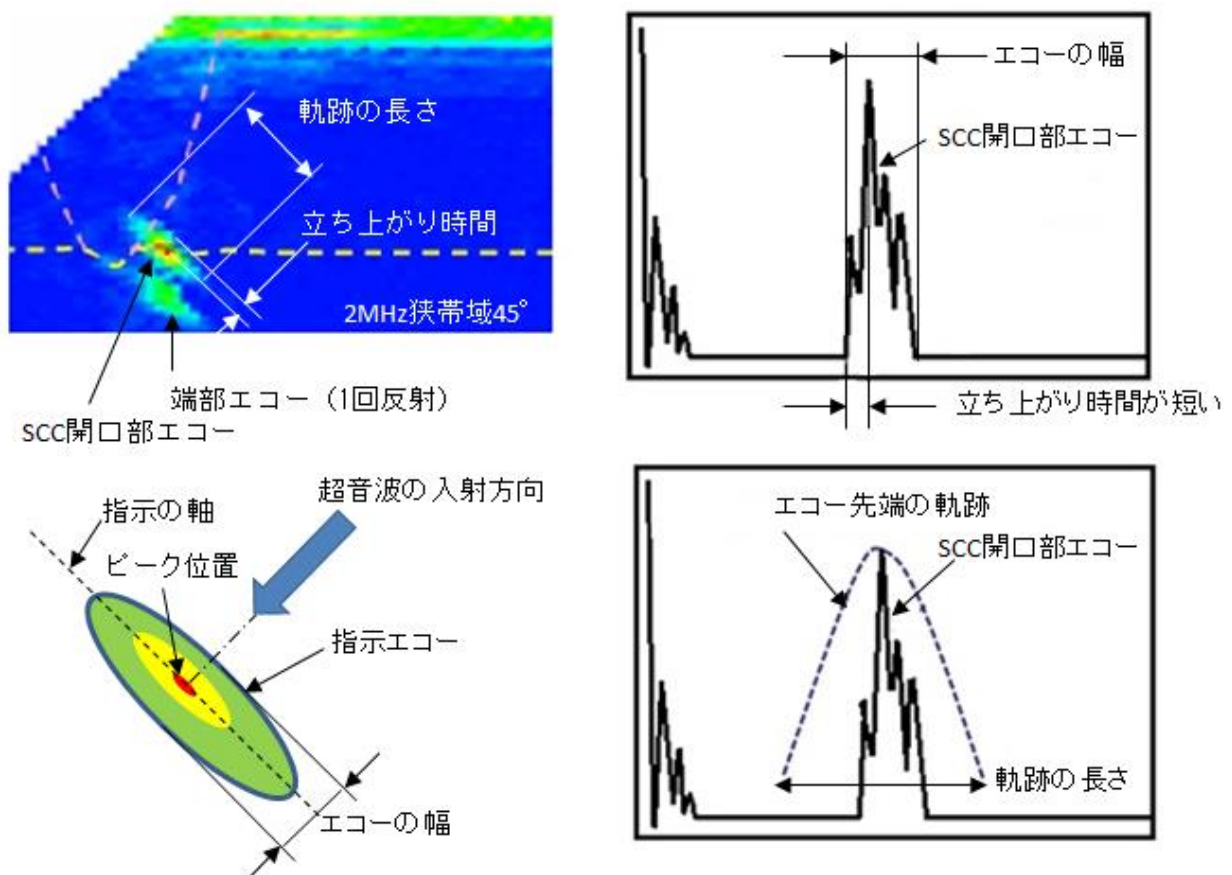 軌跡の長さ
立ち上がり時間
2MHz狭帯域45°
端部エコー（1回反射）
SCC開口部エコー
エコーの幅
SCC開口部エコー
立ち上がり時間が短い
超音波の入射方向
指示の軸
ピーク位置
指示エコー
エコーの幅
エコー先端の軌跡
SCC開口部エコー
軌跡の長さ